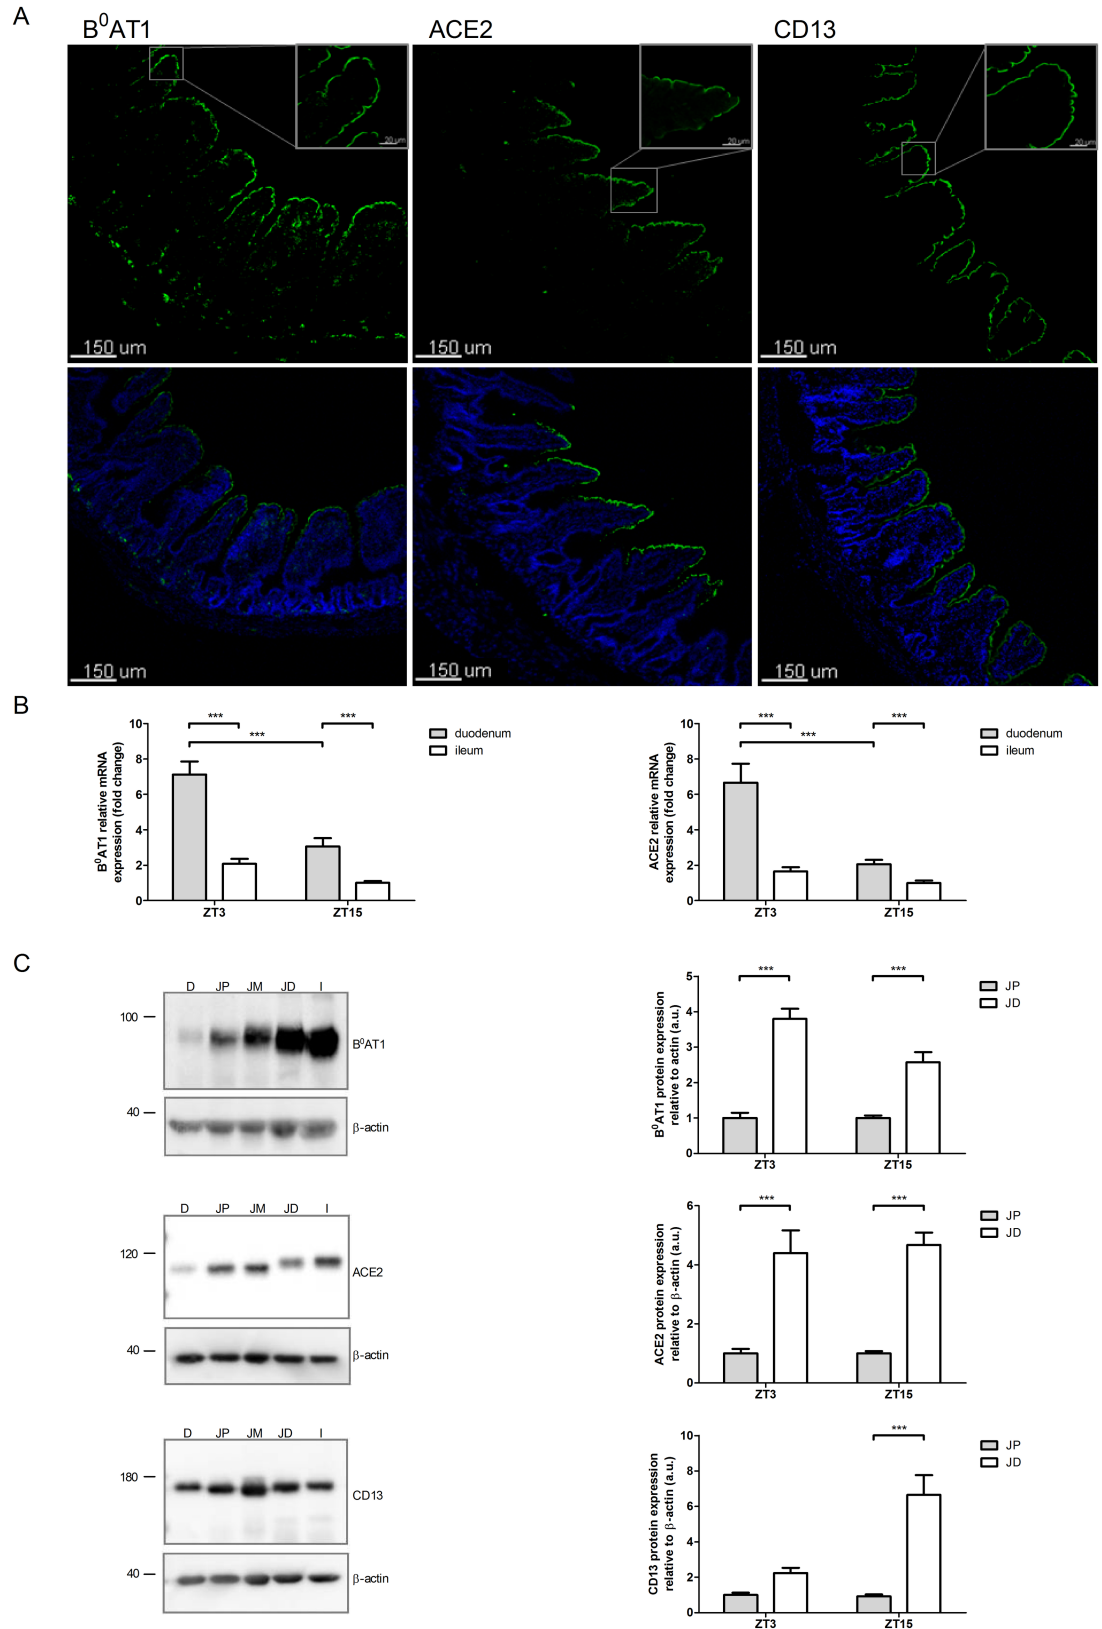 A
B⁰AT1 ACE2 CD13
20 um 20 um
150 um 150 um 150 um
150 um 150 um 150 um
B
B⁰AT1 relative mRNA
expression (fold change)
10
8
6
4
2
0
*** ***
***
ZT3 ZT15
duodenum
ileum
ACE2 relative mRNA
expression (fold change)
10
8
6
4
2
0
*** ***
***
ZT3 ZT15
duodenum
ileum
C
D JP JM JD I
100
B⁰AT1
40
β-actin
B⁰AT1 protein expression
relative to actin (a.u.)
5
4
3
2
1
0
*** ***
ZT3 ZT15
JP
JD
D JP JM JD I
120
ACE2
40
β-actin
ACE2 protein expression
relative to β-actin (a.u.)
6
4
2
0
*** ***
ZT3 ZT15
JP
JD
D JP JM JD I
180
CD13
40
β-actin
CD13 protein expression
relative to β-actin (a.u.)
10
8
6
4
2
0
***
ZT3 ZT15
JP
JD